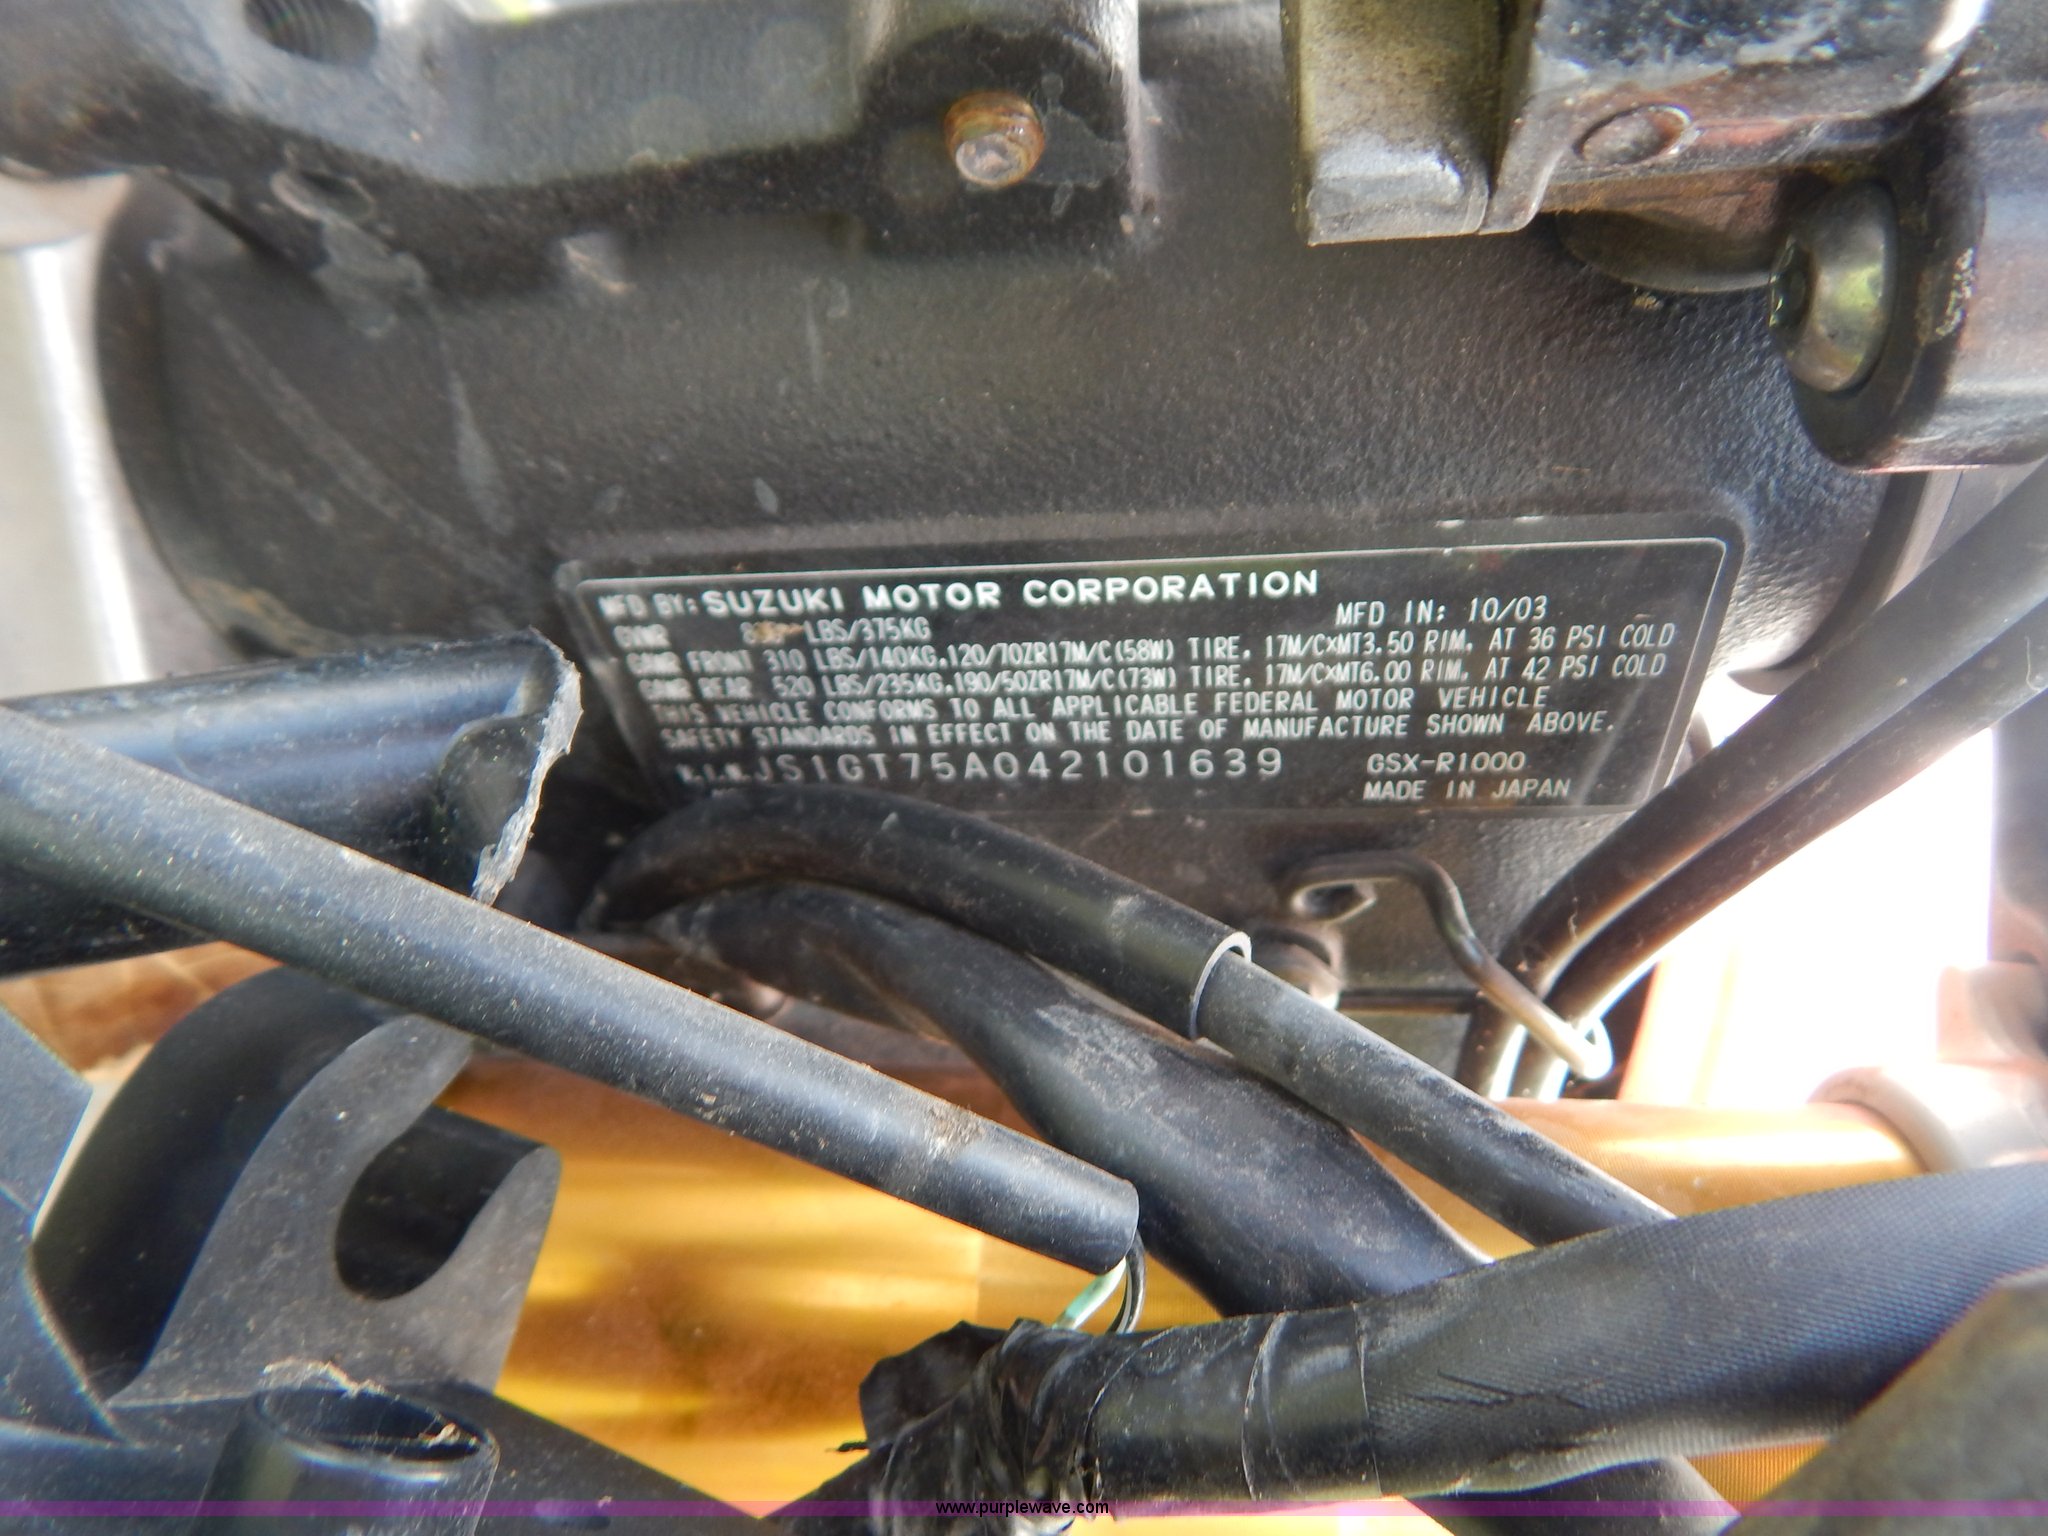 MFD BY: SUZUKI MOTOR CORPORATION
MFD IN: 10/03
GVWR LBS/375KG
GAWR FRONT 310 LBS/140KG.120/70ZR17M/C(58W) TIRE. 17M/C×MT3.50 RIM. AT 36 PSI COLD
GAWR REAR 520 LBS/235KG.190/50ZR17M/C(73W) TIRE. 17M/C×MT6.00 RIM. AT 42 PSI COLD
THIS VEHICLE CONFORMS TO ALL APPLICABLE FEDERAL MOTOR VEHICLE
SAFETY STANDARDS IN EFFECT ON THE DATE OF MANUFACTURE SHOWN ABOVE.
V.I.N. JS1GT75A042101639 GSX-R1000
MADE IN JAPAN
www.purplewave.com